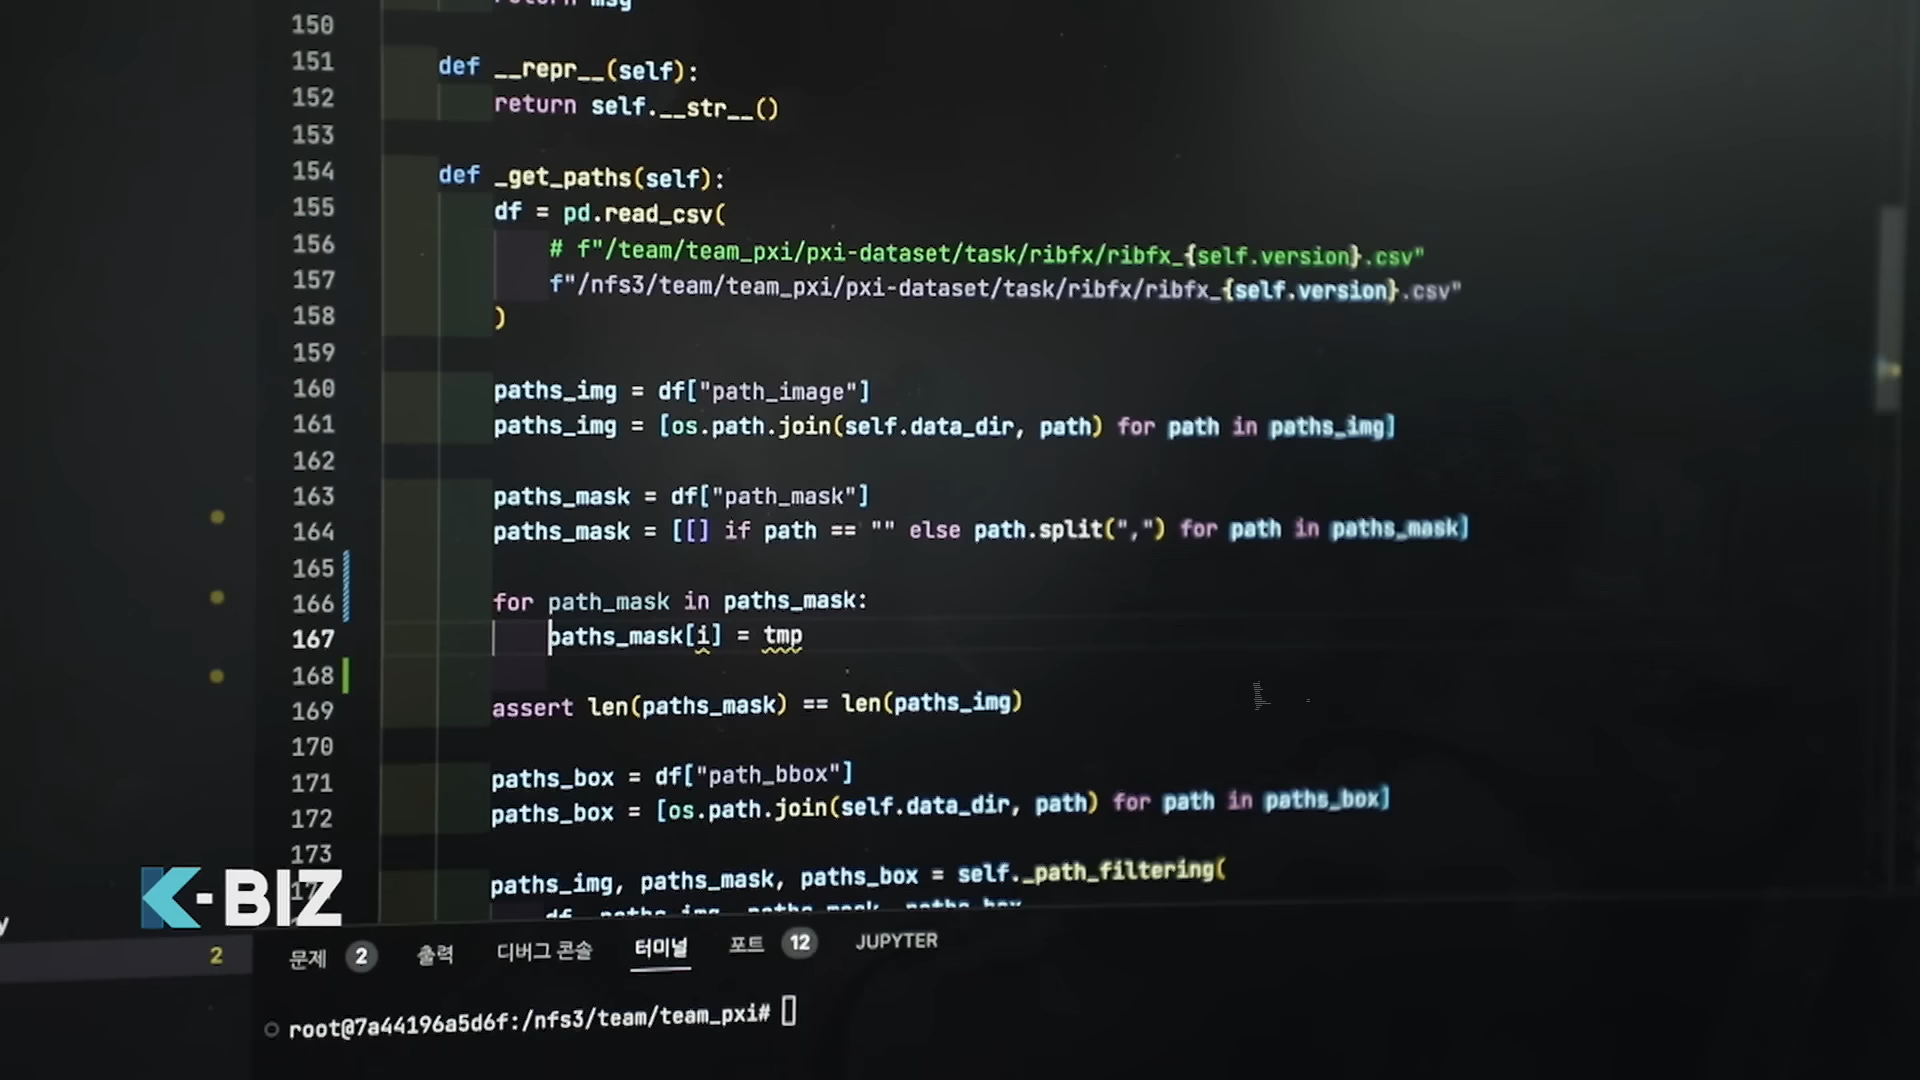 150 return msg
151 def __repr__(self):
152 return self.__str__()
153
154 def _get_paths(self):
155 df = pd.read_csv(
156 # f"/team/team_pxi/pxi-dataset/task/ribfx/ribfx_{self.version}.csv"
157 f"/nfs3/team/team_pxi/pxi-dataset/task/ribfx/ribfx_{self.version}.csv"
158 )
159
160 paths_img = df["path_image"]
161 paths_img = [os.path.join(self.data_dir, path) for path in paths_img]
162
163 paths_mask = df["path_mask"]
164 paths_mask = [[] if path == "" else path.split(",") for path in paths_mask]
165
166 for path_mask in paths_mask:
167 paths_mask[i] = tmp
168
169 assert len(paths_mask) == len(paths_img)
170
171 paths_box = df["path_bbox"]
172 paths_box = [os.path.join(self.data_dir, path) for path in paths_box]
173
paths_img, paths_mask, paths_box = self._path_filtering(
df, paths_img, paths_mask, paths_box
K-BIZ
2 문제 2 출력 디버그 콘솔 터미널 포트 12 JUPYTER
root@7a44196a5d6f:/nfs3/team/team_pxi#